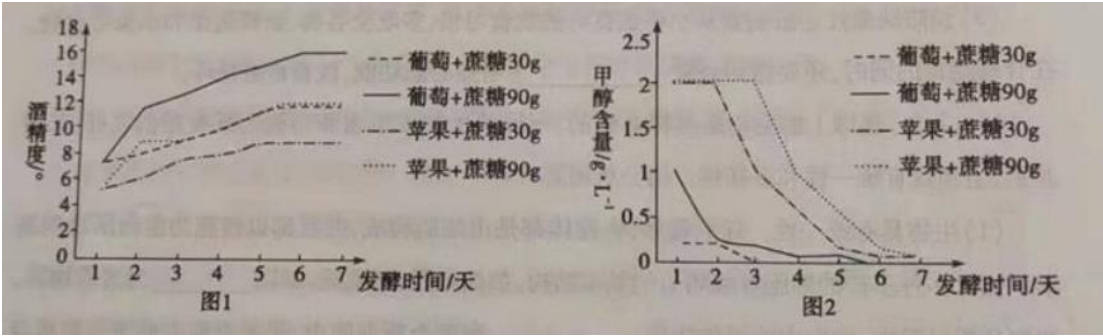 18
16
14
12
10
8
6
4
2
0
酒精度/°
1 2 3 4 5 6 7 发酵时间/天
图1
葡萄+蔗糖30g
葡萄+蔗糖90g
苹果+蔗糖30g
苹果+蔗糖90g
2.5
2
1.5
1
0.5
0
甲醇含量/g·L⁻¹
1 2 3 4 5 6 7 发酵时间/天
图2
葡萄+蔗糖30g
葡萄+蔗糖90g
苹果+蔗糖30g
苹果+蔗糖90g